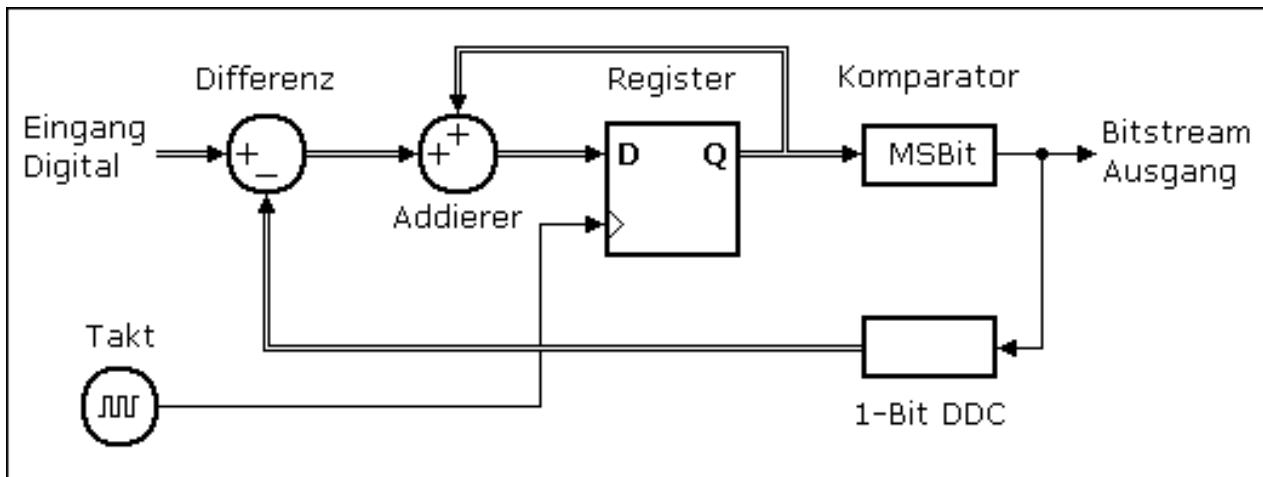 Differenz
Register
Komparator
Eingang
Digital
+
−
+
+
D
Q
MSBit
Bitstream
Ausgang
Addierer
Takt
1-Bit DDC